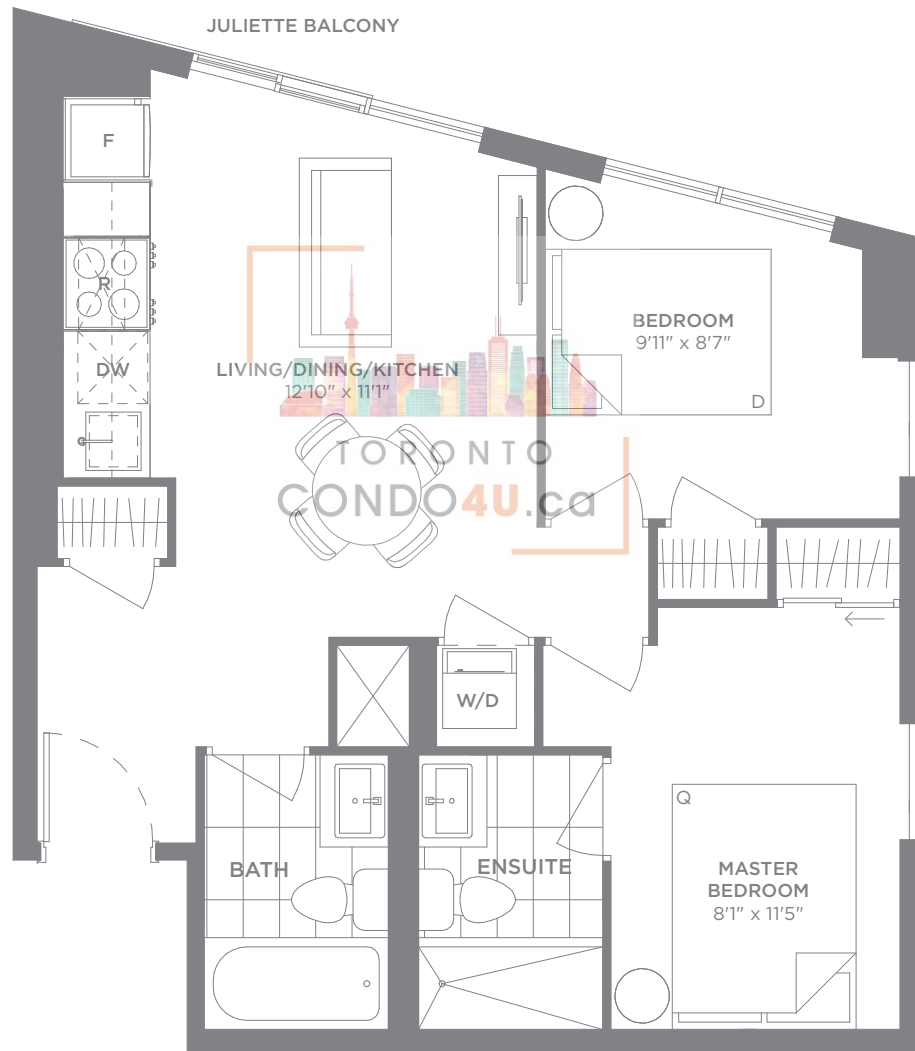 JULIETTE BALCONY
F
R
DW
LIVING/DINING/KITCHEN
12'10" x 11'1"
BEDROOM
9'11" x 8'7"
D
TORONTO
CONDO4U.ca
W/D
BATH
ENSUITE
Q
MASTER
BEDROOM
8'1" x 11'5"